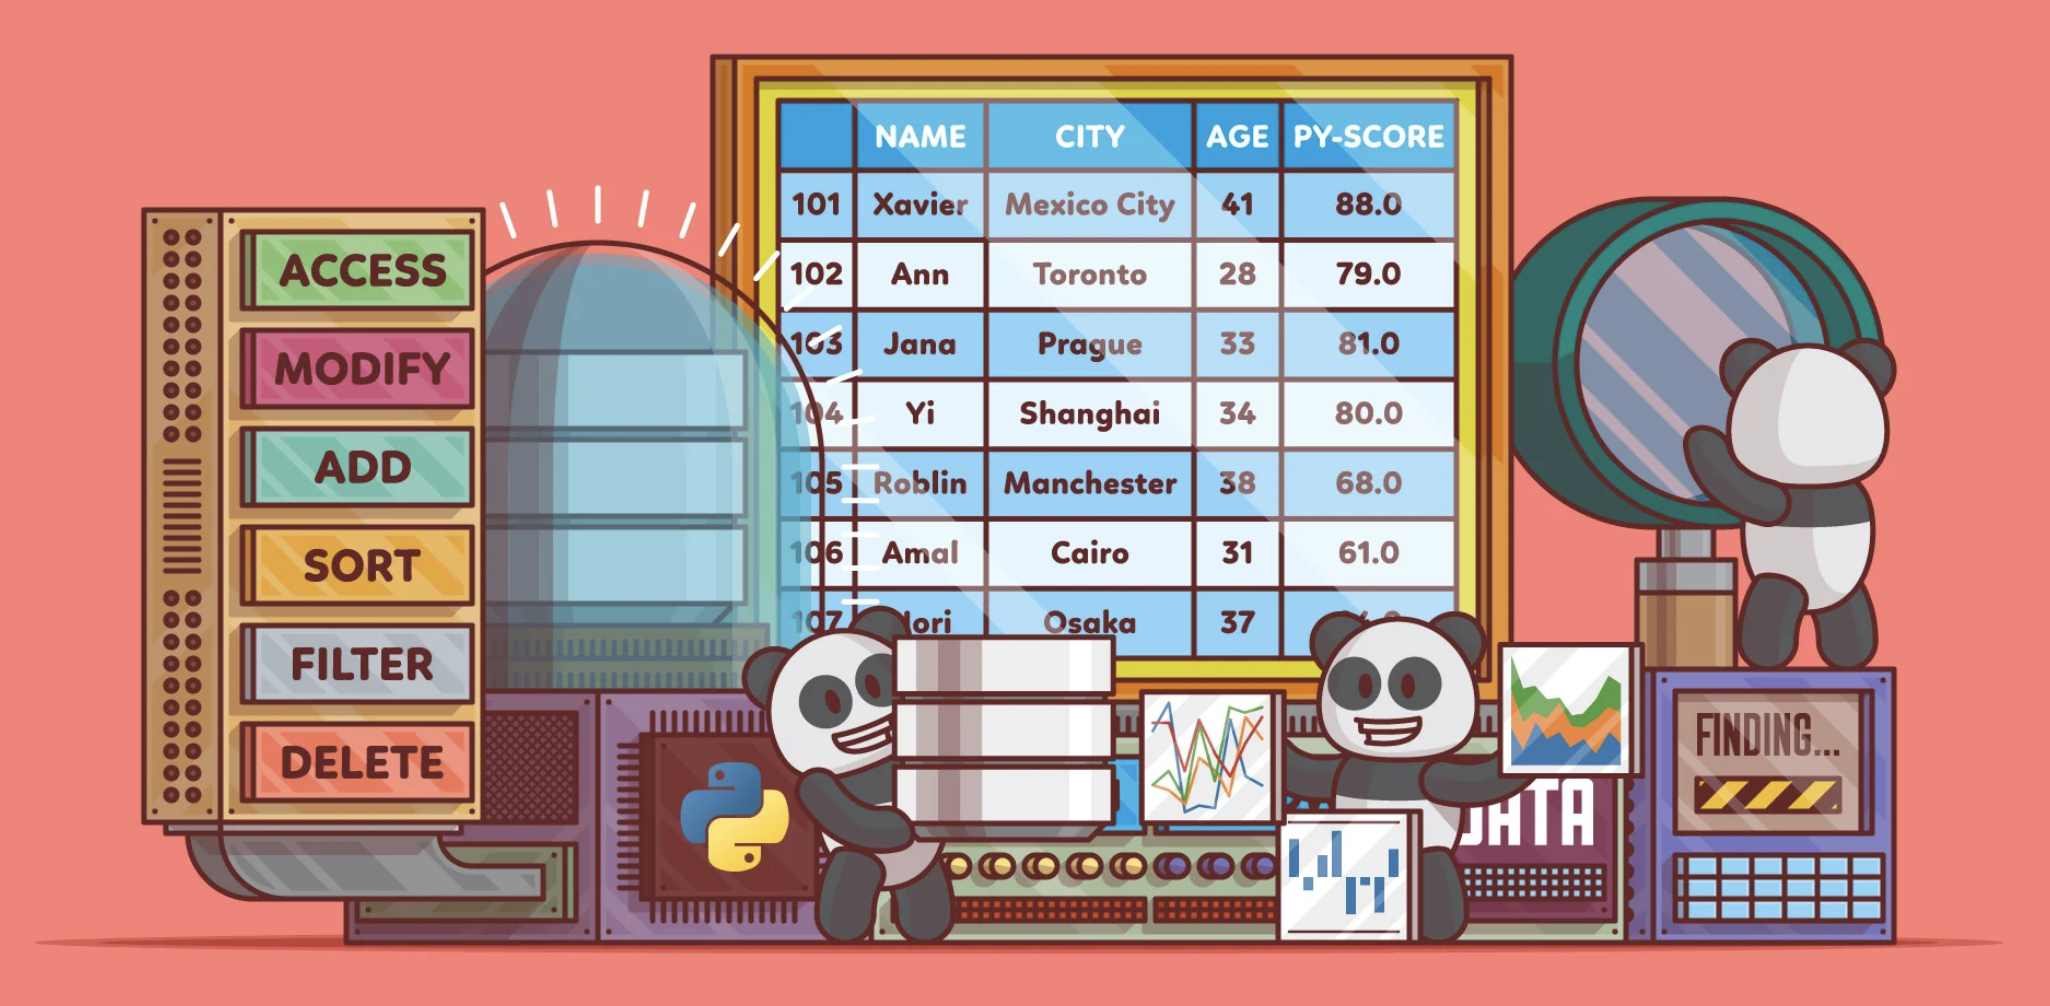 NAME CITY AGE PY-SCORE
101 Xavier Mexico City 41 88.0
102 Ann Toronto 28 79.0
103 Jana Prague 33 81.0
104 Yi Shanghai 34 80.0
105 Roblin Manchester 38 68.0
106 Amal Cairo 31 61.0
107 Osaka 37
ACCESS
MODIFY
ADD
SORT
FILTER
DELETE
FINDING...
DATA